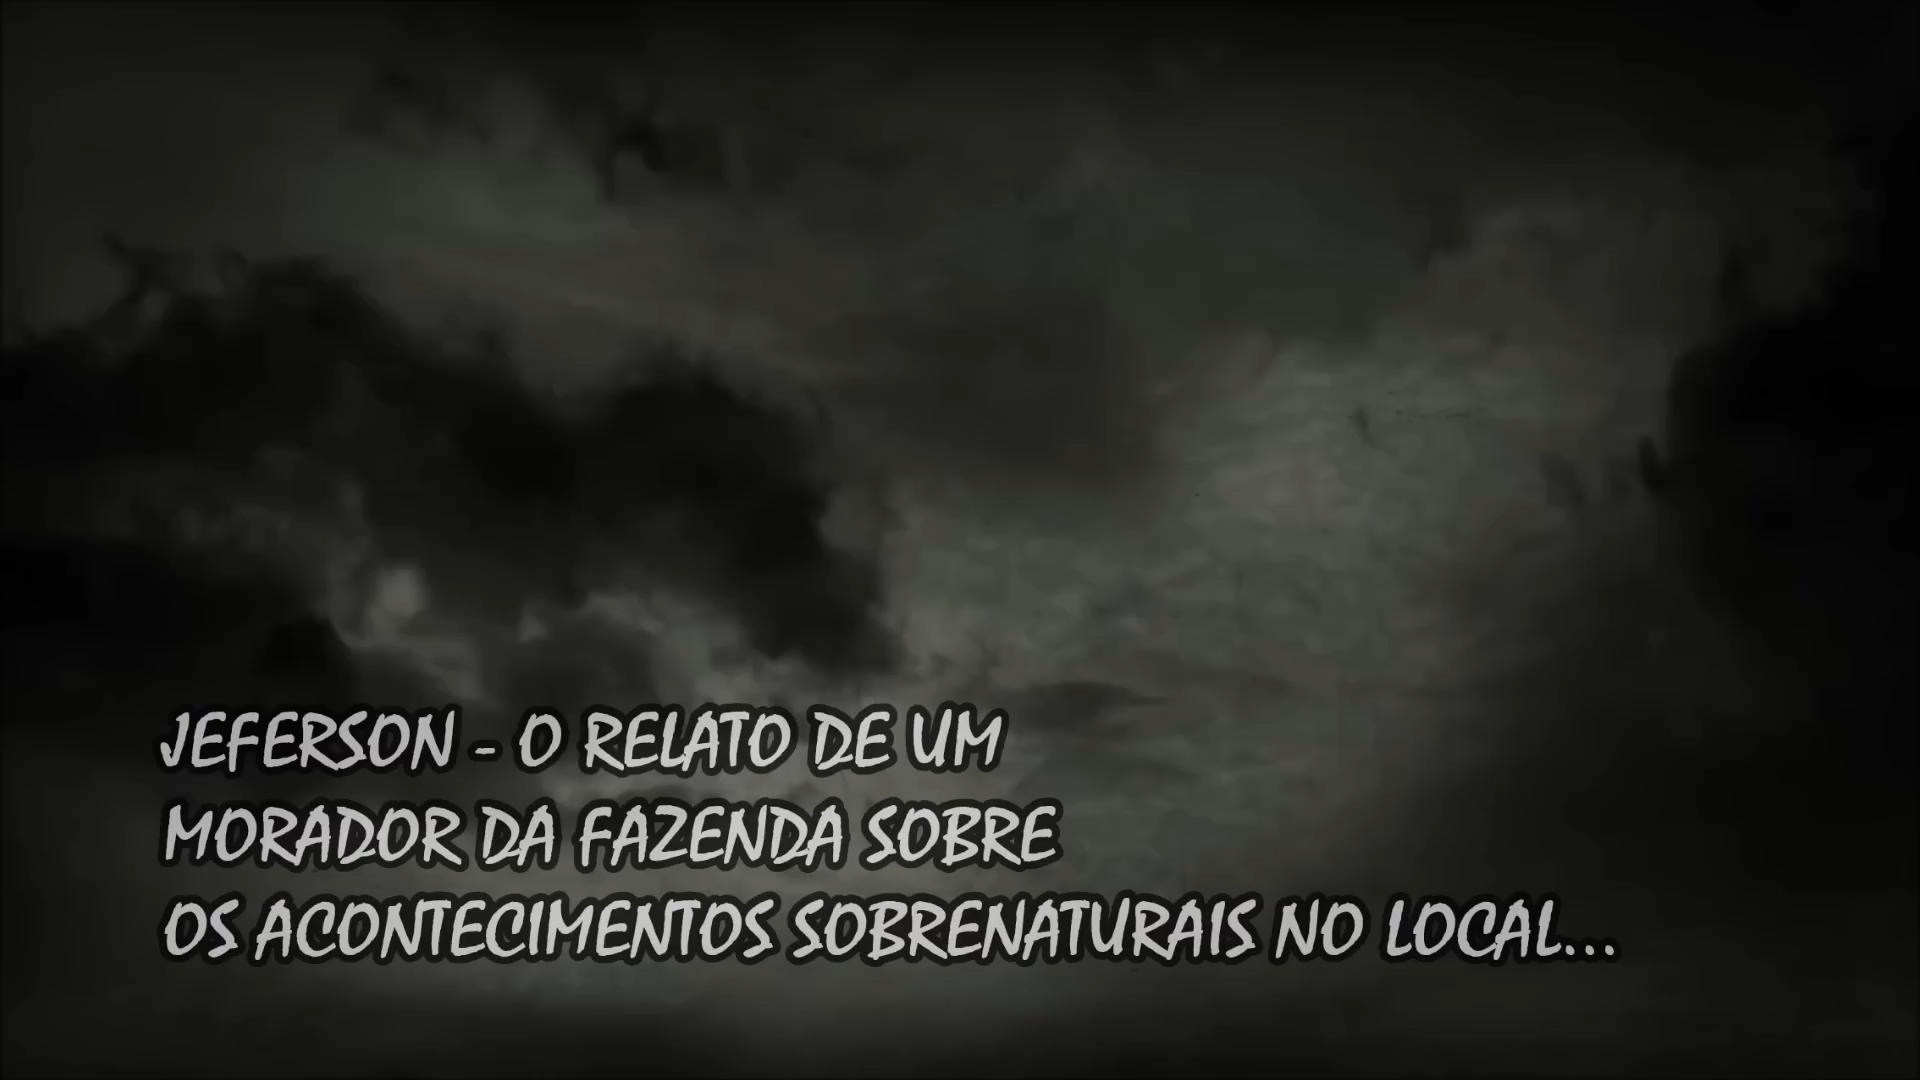 JEFERSON - O RELATO DE UM
MORADOR DA FAZENDA SOBRE
OS ACONTECIMENTOS SOBRENATURAIS NO LOCAL...